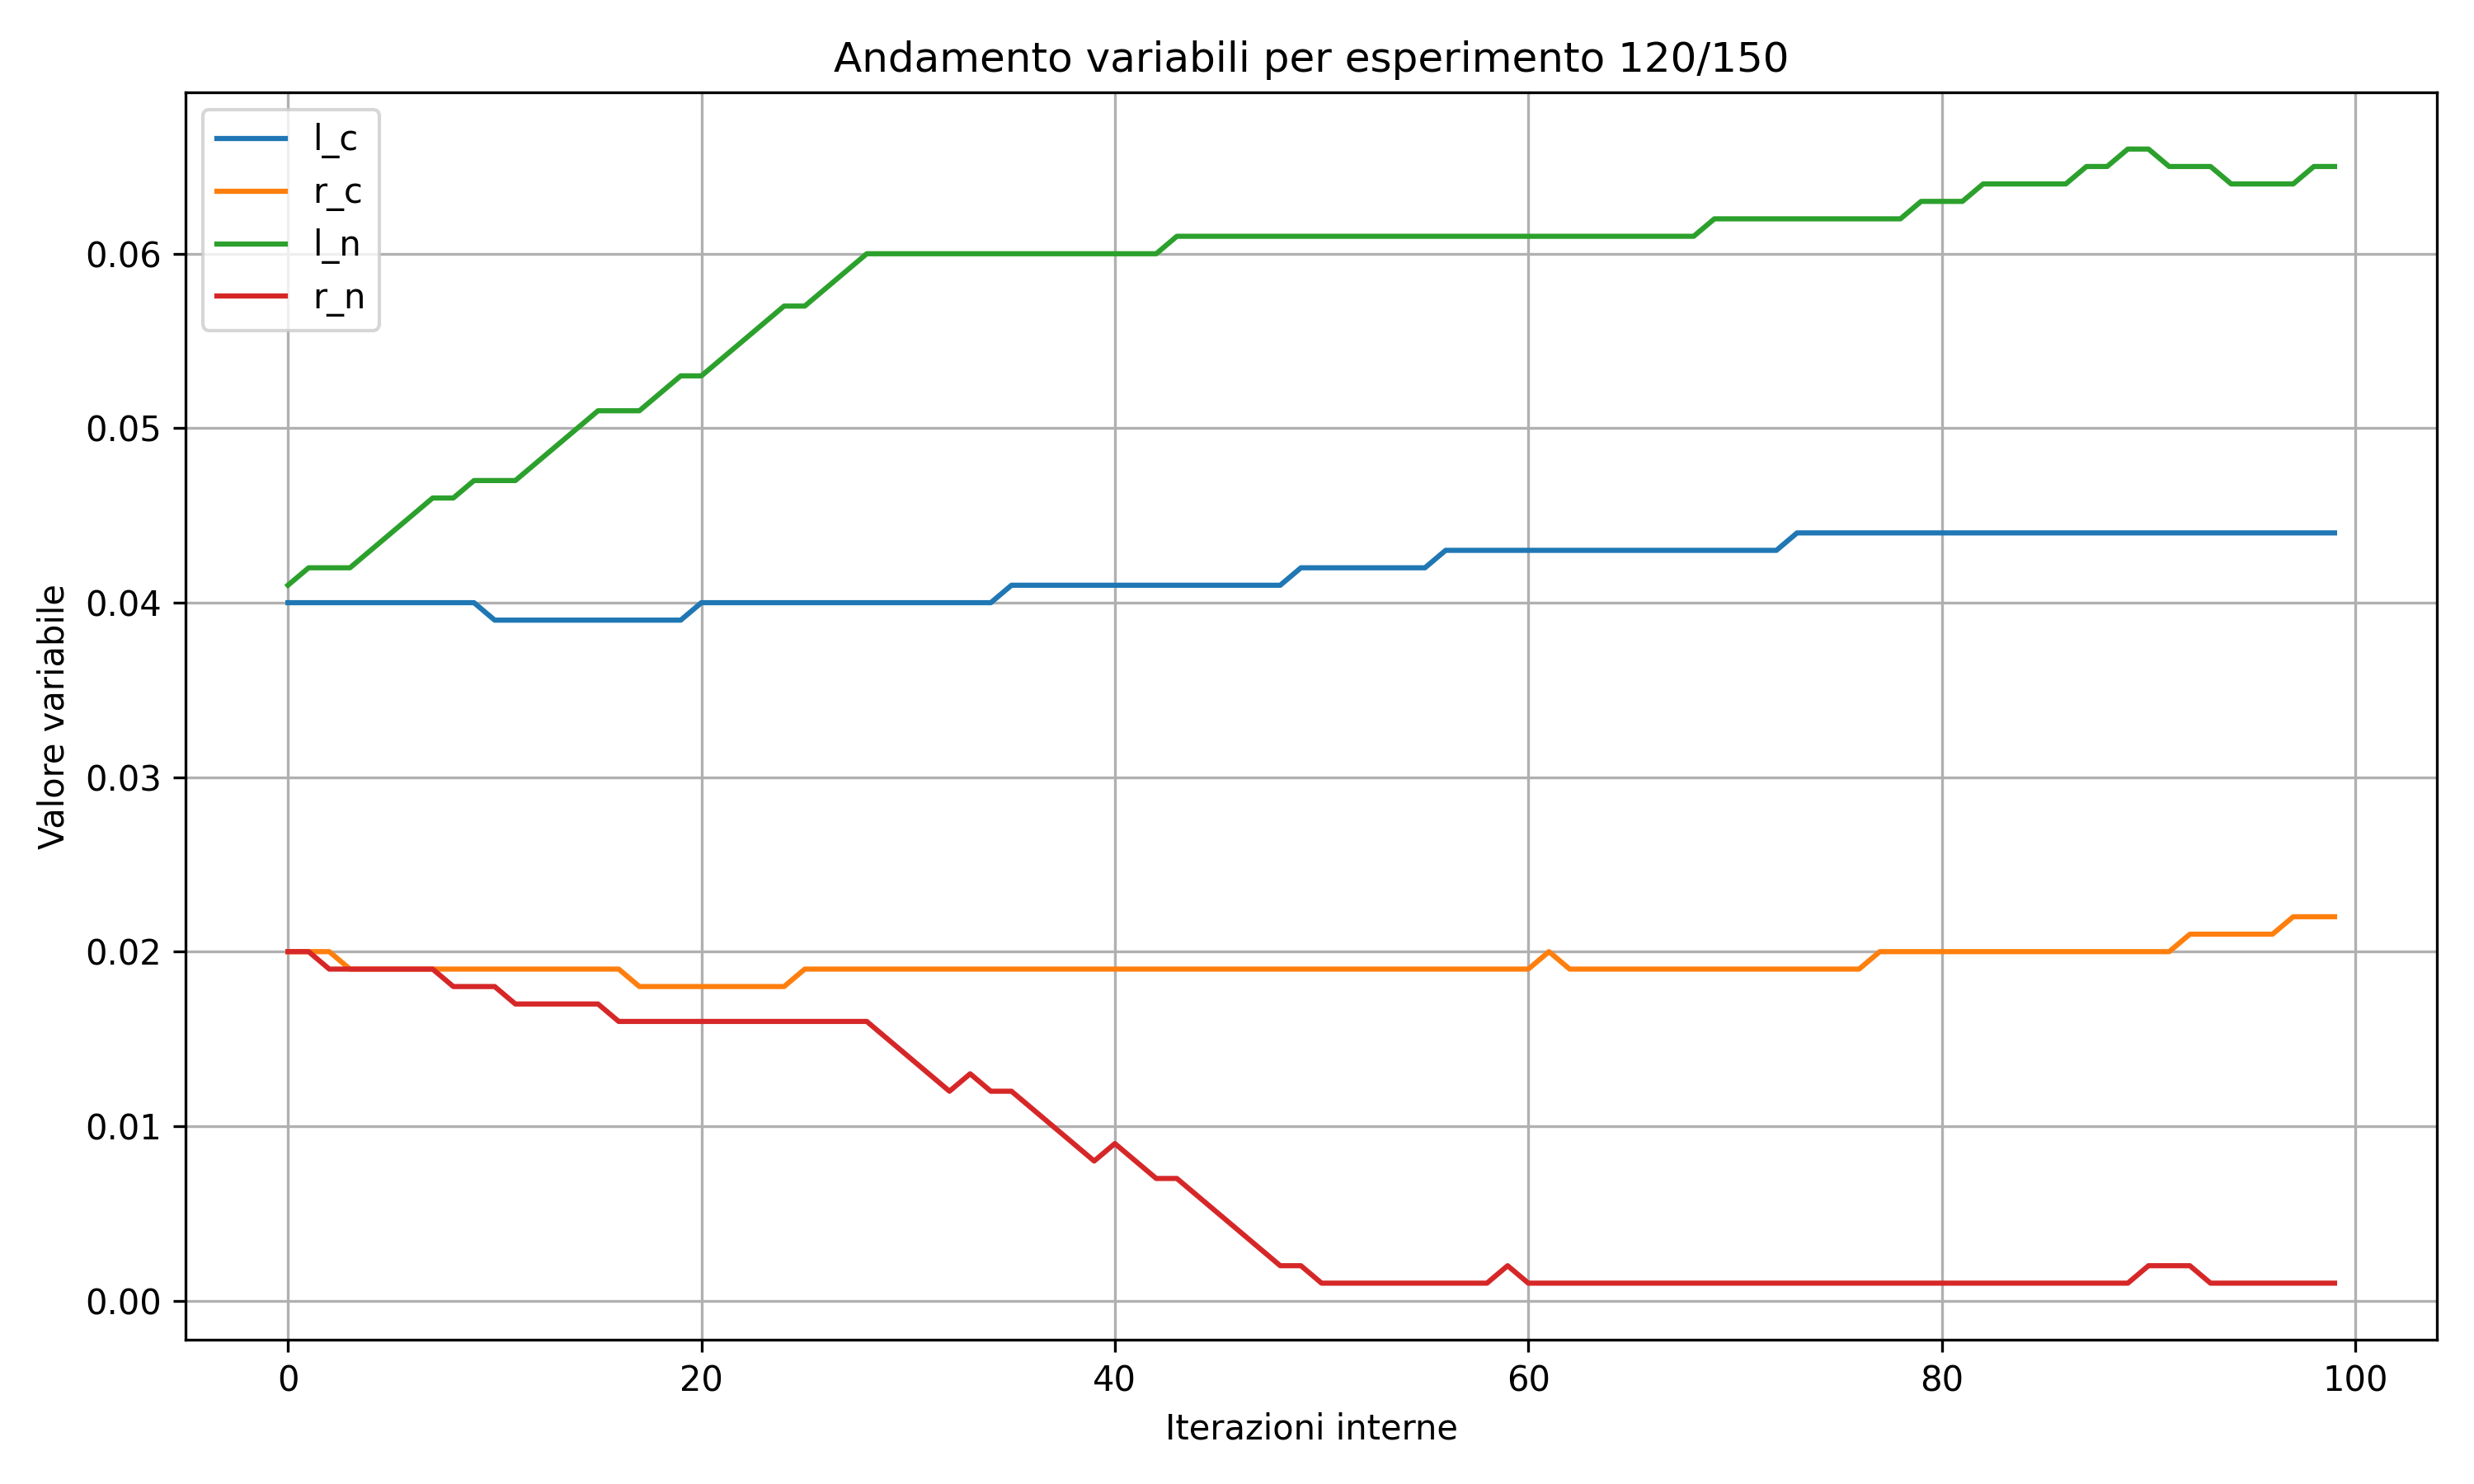 Andamento variabili per esperimento 120/150
l_c
r_c
l_n
r_n
Valore variabile
0.06
0.05
0.04
0.03
0.02
0.01
0.00
0 20 40 60 80 100
Iterazioni interne